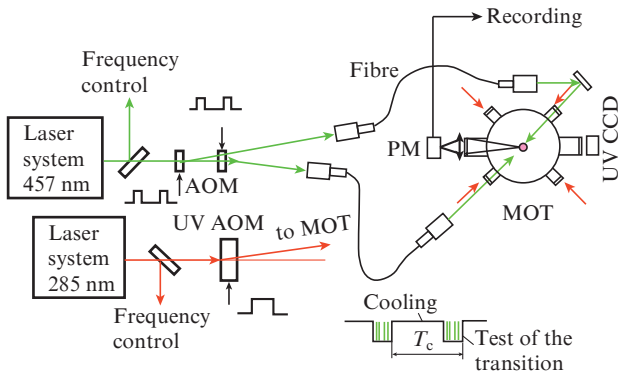 Recording
Frequency
control
Fibre
Laser
system
457 nm
AOM
PM
UV CCD
MOT
UV AOM
to MOT
Laser
system
285 nm
Frequency
control
Cooling
Tc
Test of the
transition